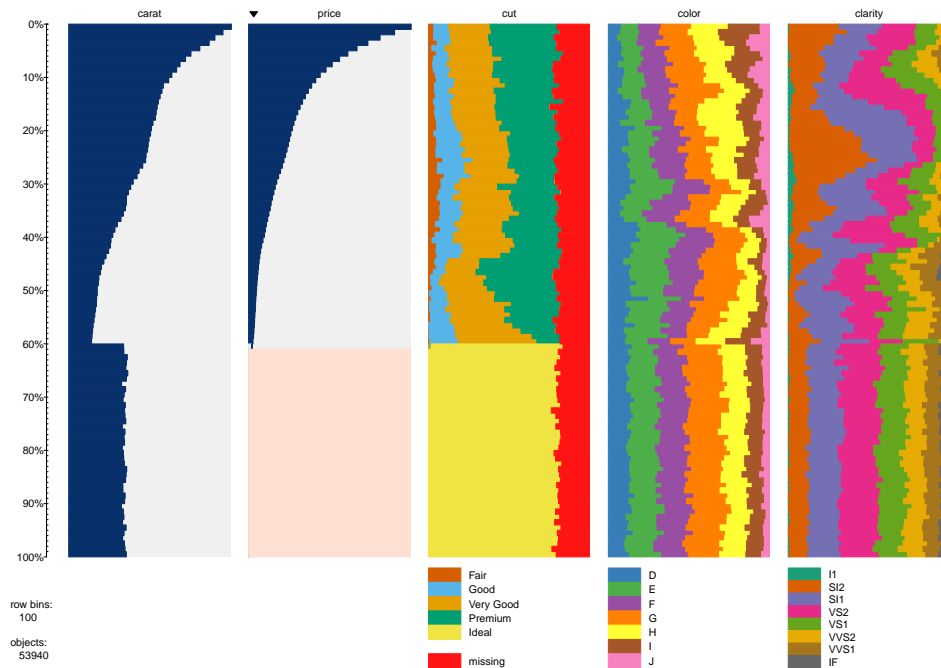 carat price cut color clarity
0%
10%
20%
30%
40%
50%
60%
70%
80%
90%
100%
row bins:
100
objects:
53940
Fair
Good
Very Good
Premium
Ideal
missing
D
E
F
G
H
I
J
I1
SI2
SI1
VS2
VS1
VVS2
VVS1
IF